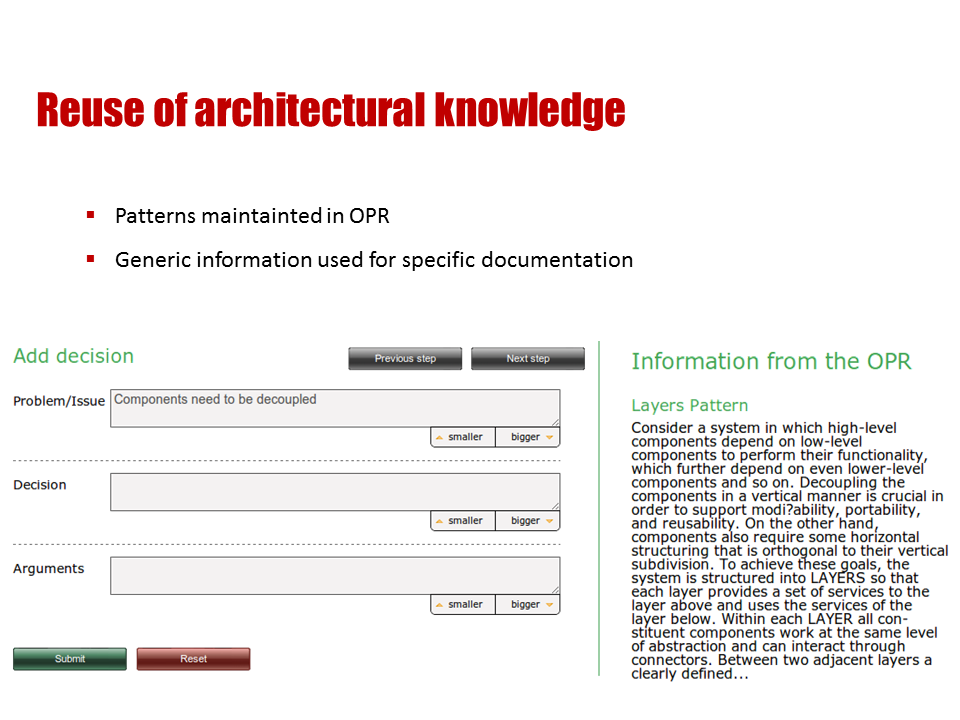 Reuse of architectural knowledge
Patterns maintainted in OPR
Generic information used for specific documentation
Add decision
Previous step
Next step
Problem/Issue
Components need to be decoupled
smaller
bigger
Decision
smaller
bigger
Arguments
smaller
bigger
Submit
Reset
Information from the OPR
Layers Pattern
Consider a system in which high-level
components depend on low-level
components to perform their functionality,
which further depend on even lower-level
components and so on. Decoupling the
components in a vertical manner is crucial in
order to support modi?ability, portability,
and reusability. On the other hand,
components also require some horizontal
structuring that is orthogonal to their vertical
subdivision. To achieve these goals, the
system is structured into LAYERS so that
each layer provides a set of services to the
layer above and uses the services of the
layer below. Within each LAYER all con-
stituent components work at the same level
of abstraction and can interact through
connectors. Between two adjacent layers a
clearly defined...